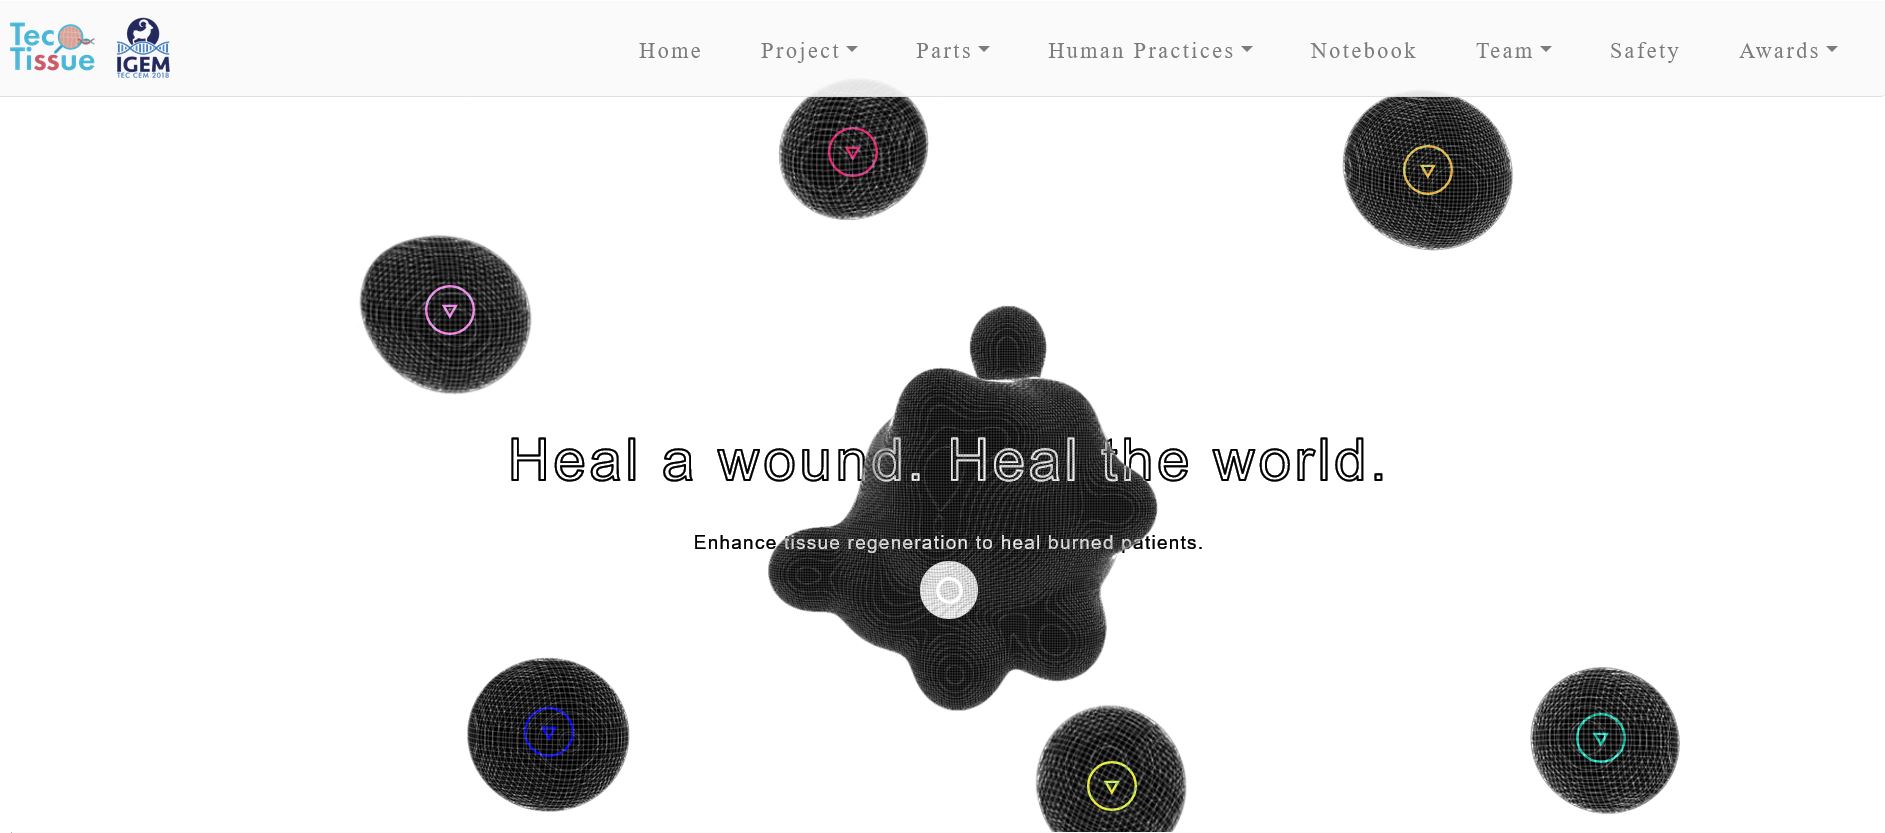 Tec
Tissue
IGEM
TEC CEM 2018
Home
Project
Parts
Human Practices
Notebook
Team
Safety
Awards
Heal a wound. Heal the world.
Enhance tissue regeneration to heal burned patients.